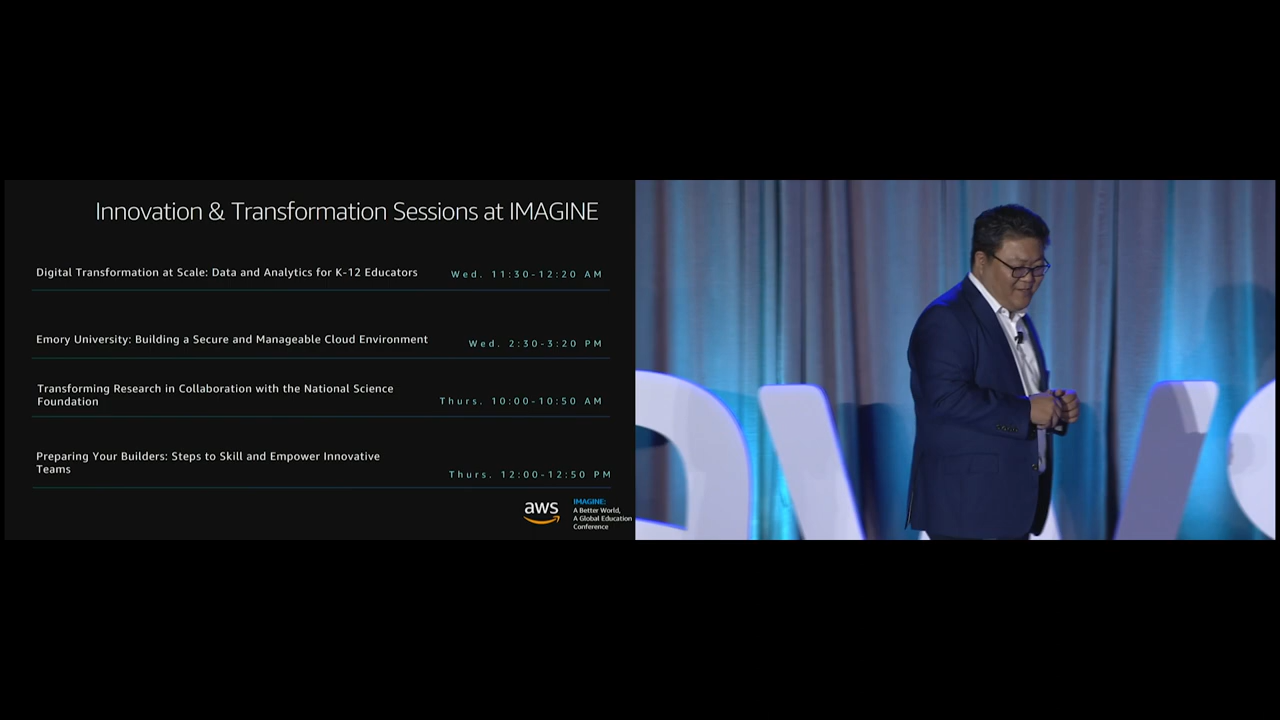 Innovation & Transformation Sessions at IMAGINE
Digital Transformation at Scale: Data and Analytics for K-12 Educators
Wed. 11:30-12:20 AM
Emory University: Building a Secure and Manageable Cloud Environment
Wed. 2:30-3:20 PM
Transforming Research in Collaboration with the National Science
Foundation
Thurs. 10:00-10:50 AM
Preparing Your Builders: Steps to Skill and Empower Innovative
Teams
Thurs. 12:00-12:50 PM
aws
IMAGINE:
A Better World,
A Global Education
Conference
aws